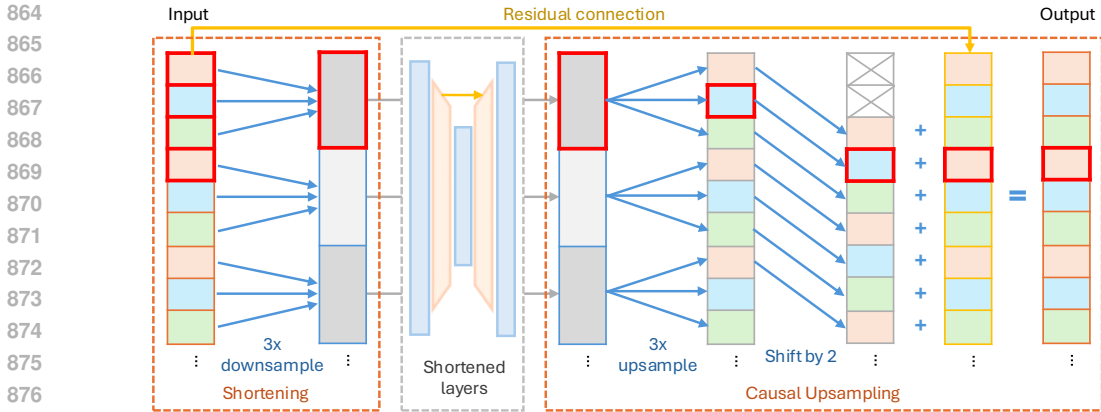 864
Input
Residual connection
Output
865
866
867
868
+
869
+
870
+
=
871
+
872
+
873
+
874
+
3x
downsample
3x
upsample
Shift by 2
875
...
...
Shortened
layers
...
...
...
...
...
876
Shortening
Causal Upsampling